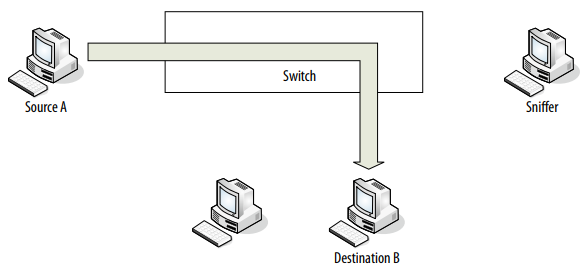 Switch
Source A
Sniffer
Destination B